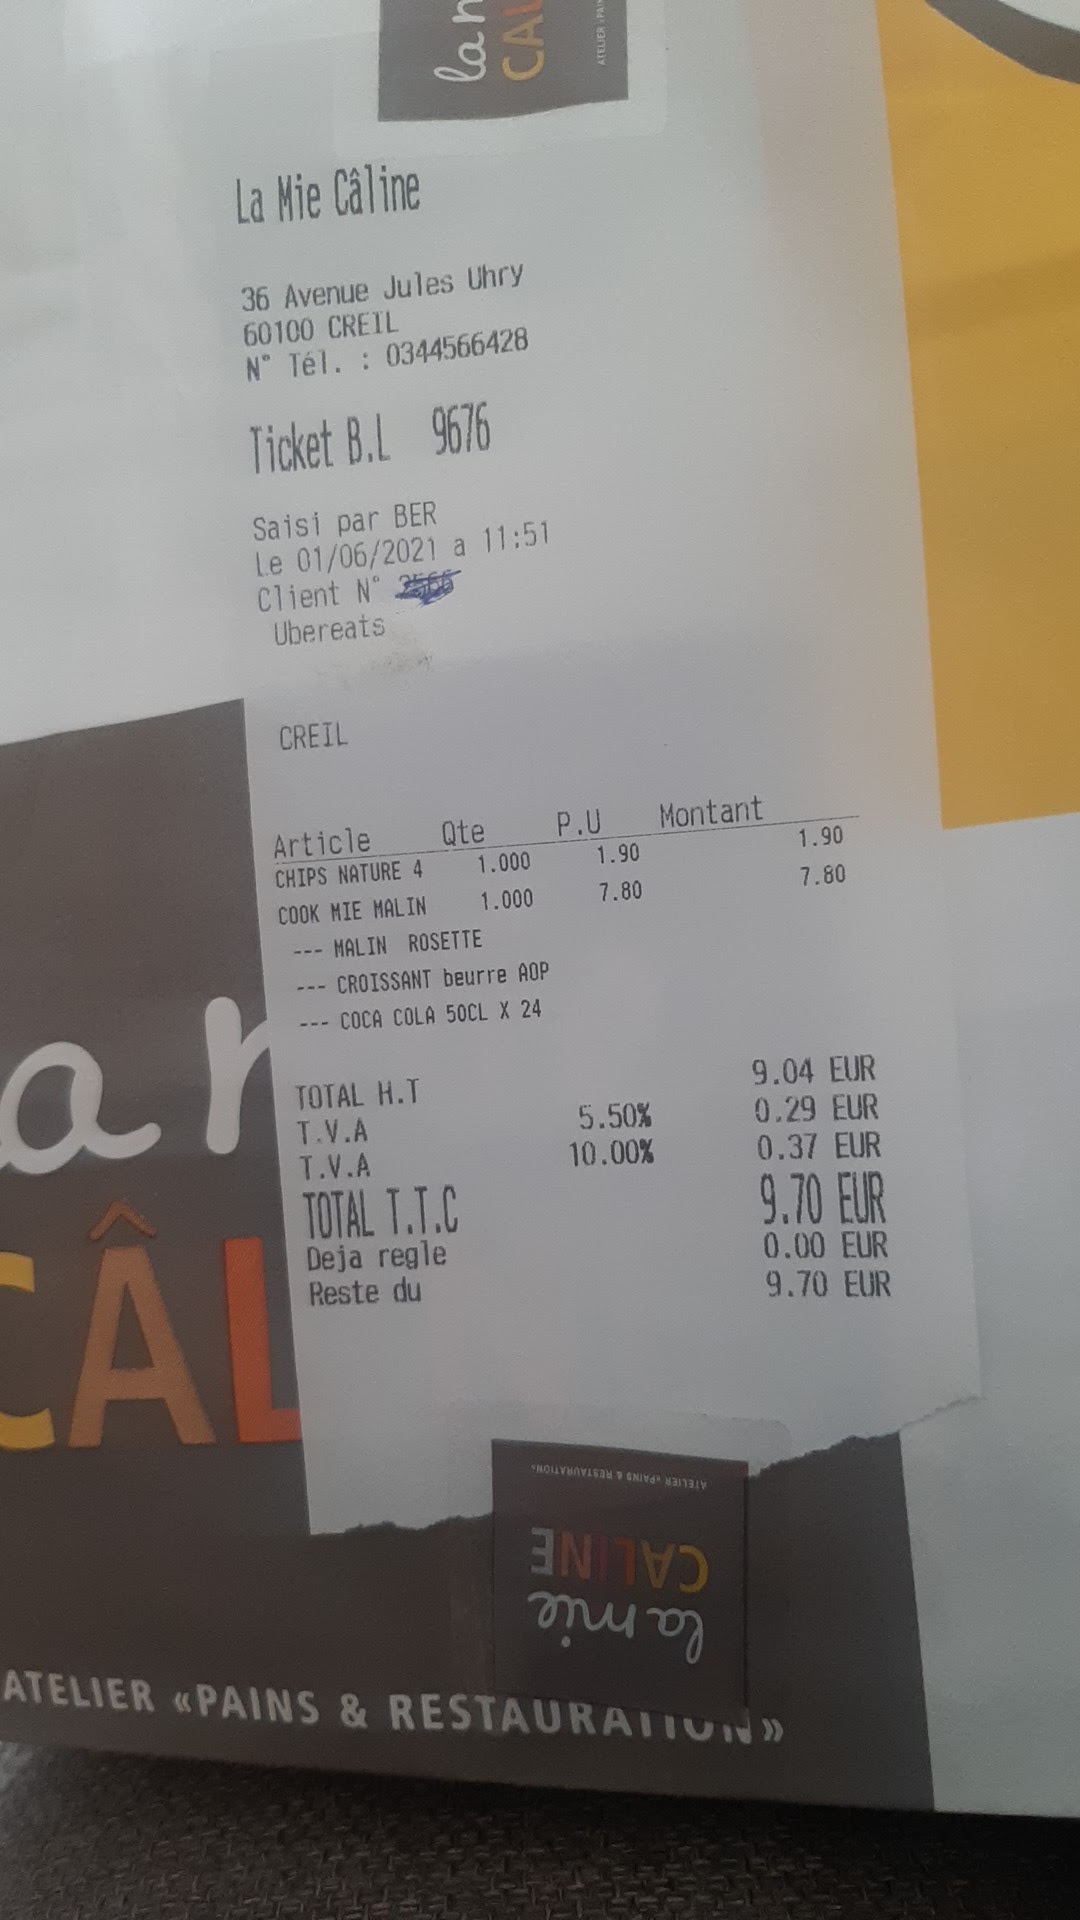 la
CAL
La Mie Câline
36 Avenue Jules Uhry
60100 CREIL
N° Tél. : 0344566428
Ticket B.L 9676
Saisi par BER
Le 01/06/2021 a 11:51
Client N°
Ubereats
CREIL
Article Qte P.U Montant
CHIPS NATURE 4 1.000 1.90 1.90
COOK MIE MALIN 1.000 7.80 7.80
--- MALIN ROSETTE
--- CROISSANT beurre AOP
--- COCA COLA 50CL X 24
TOTAL H.T 9.04 EUR
T.V.A 5.50% 0.29 EUR
T.V.A 10.00% 0.37 EUR
TOTAL T.T.C 9.70 EUR
Deja regle 0.00 EUR
Reste du 9.70 EUR
CÂL
la mie
CALINE
ATELIER «PAINS & RESTAURATION»
ATELIER «PAINS & RESTAURATION»